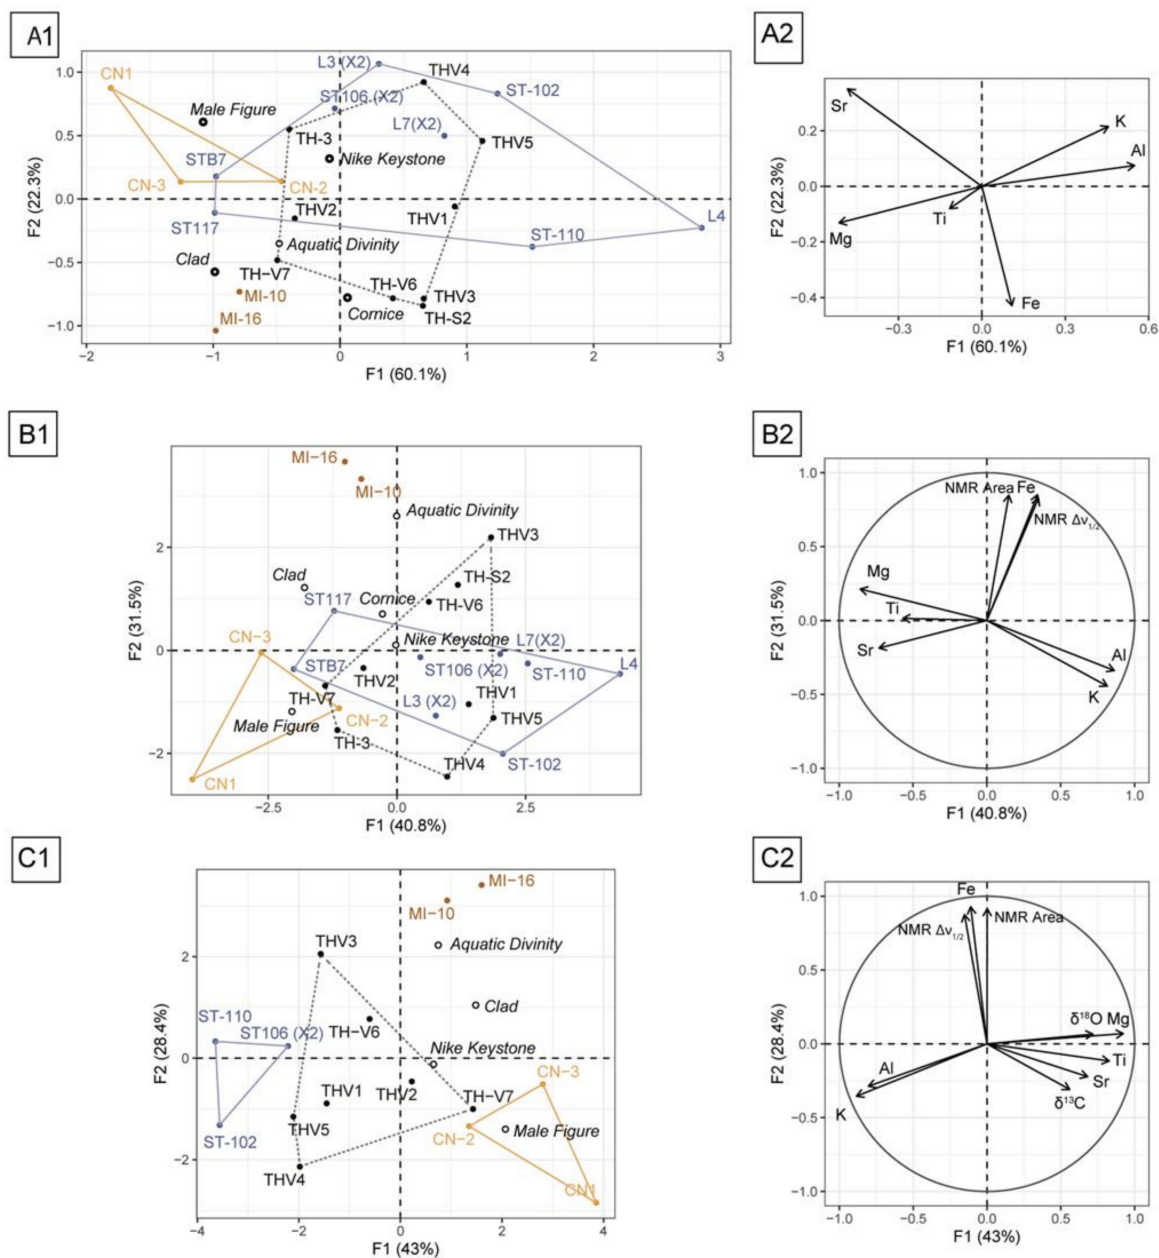 A1
CN1
L3 (X2)
THV4
Male Figure
ST106 (X2)
ST-102
L7(X2)
TH-3
THV5
STB7
Nike Keystone
CN-3
CN-2
THV2
THV1
L4
ST117
ST-110
Clad
Aquatic Divinity
TH-V7
MI-10
TH-V6
THV3
MI-16
Cornice
TH-S2
1.0
0.5
0.0
−0.5
−1.0
F2 (22.3%)
−2
−1
0
1
2
3
F1 (60.1%)
A2
Sr
K
Al
Ti
Mg
Fe
0.2
0.0
−0.2
−0.4
F2 (22.3%)
−0.3
0.0
0.3
0.6
F1 (60.1%)
B1
MI-16
MI-10
Aquatic Divinity
THV3
Clad
TH-S2
ST117
Cornice
TH-V6
CN-3
Nike Keystone
L7(X2)
STB7
THV2
ST106 (X2)
ST-110
L4
TH-V7
L3 (X2)
THV1
Male Figure
CN-2
THV5
TH-3
THV4
ST-102
CN1
2
0
−2
F2 (31.5%)
−2.5
0.0
2.5
F1 (40.8%)
B2
NMR Area
Fe
NMR Δν1/2
Mg
Ti
Sr
Al
K
1.0
0.5
0.0
−0.5
−1.0
F2 (31.5%)
−1.0
−0.5
0.0
0.5
1.0
F1 (40.8%)
C1
MI-16
MI-10
THV3
Aquatic Divinity
Clad
ST-110
ST106 (X2)
TH-V6
Nike Keystone
CN-3
THV1
THV2
TH-V7
ST-102
THV5
CN-2
Male Figure
THV4
CN1
2
0
−2
F2 (28.4%)
−4
−2
0
2
4
F1 (43%)
C2
Fe
NMR Area
NMR Δν1/2
δ18O
Mg
Ti
Al
Sr
K
δ13C
1.0
0.5
0.0
−0.5
−1.0
F2 (28.4%)
−1.0
−0.5
0.0
0.5
1.0
F1 (43%)